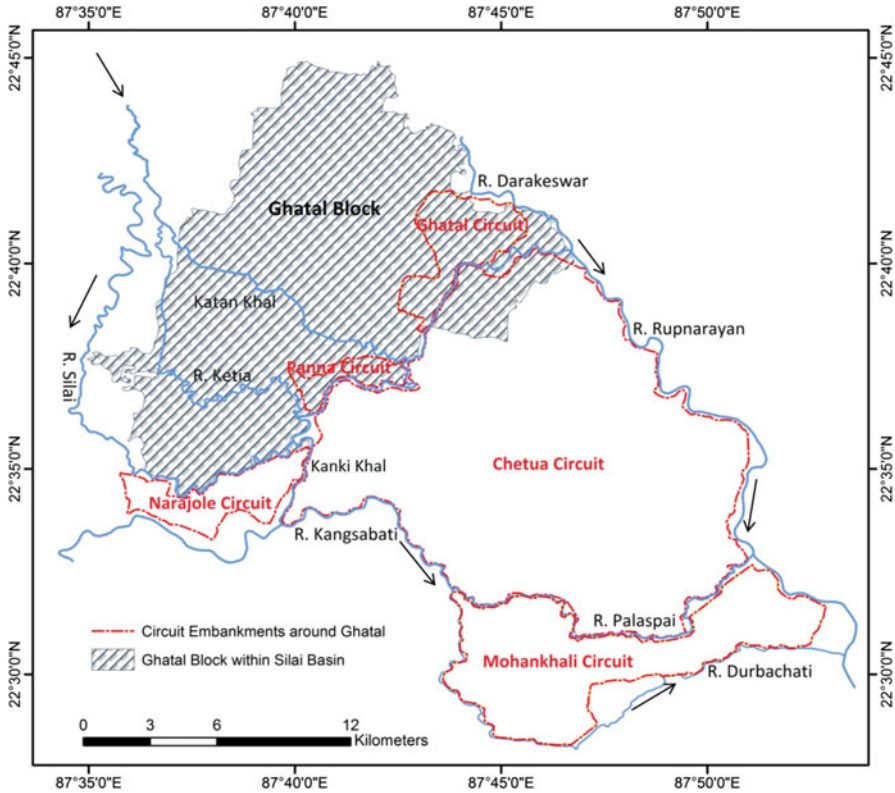 87°35'0"E 87°40'0"E 87°45'0"E 87°50'0"E
22°45'0"N 22°45'0"N
R. Darakeswar
Ghatal Block
Ghatal Circuit
22°40'0"N 22°40'0"N
Katan Khal
R. Rupnarayan
R. Silai
Panna Circuit
R. Ketia
22°35'0"N 22°35'0"N
Kanki Khal
Chetua Circuit
Narajole Circuit
R. Kangsabati
R. Palaspai
Circuit Embankments around Ghatal
Ghatal Block within Silai Basin
Mohankhali Circuit
R. Durbachati
22°30'0"N 22°30'0"N
0 3 6 12
Kilometers
87°35'0"E 87°40'0"E 87°45'0"E 87°50'0"E